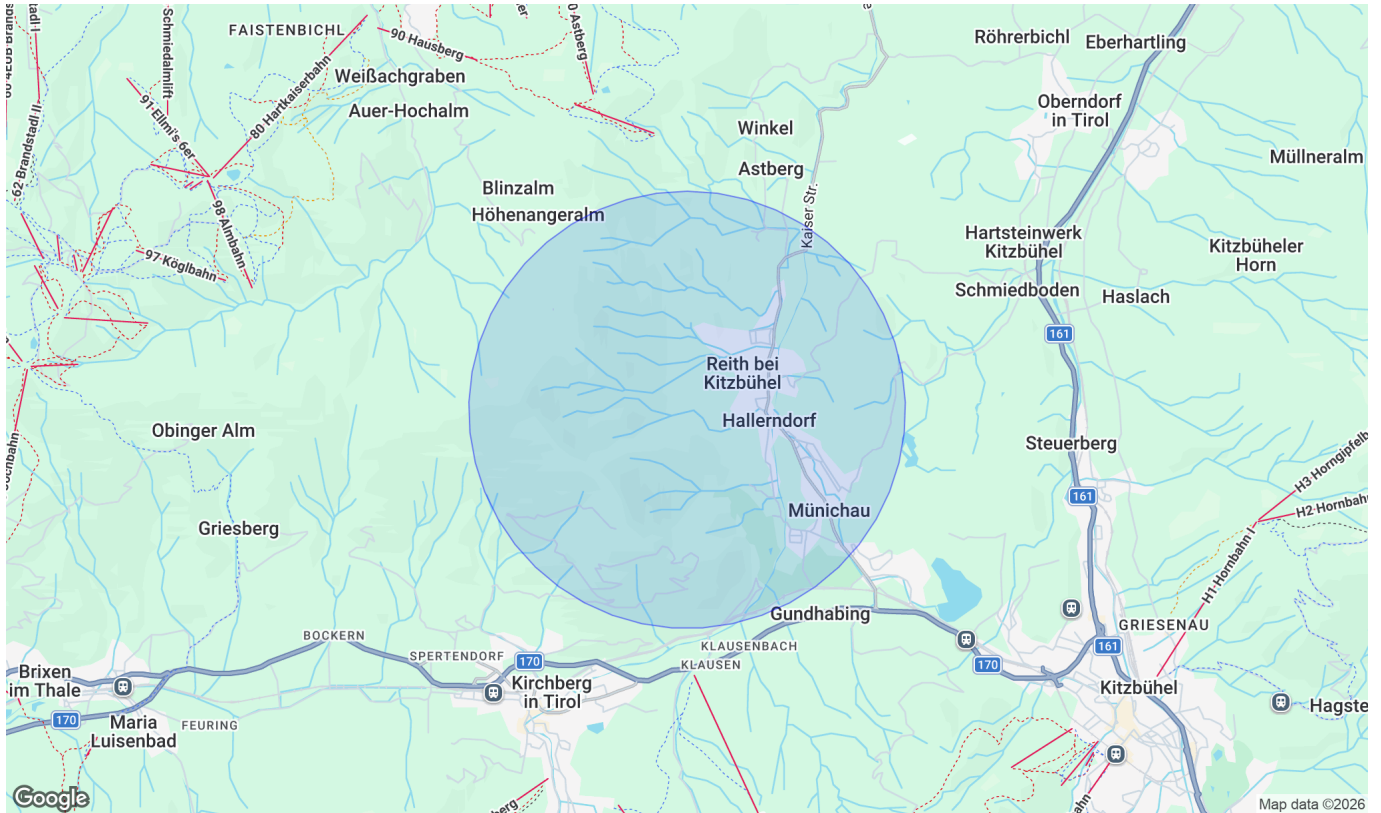 FAISTENBICHL
Schmiedalmlift
90 Hausberg
Röhrerbichl
Eberhartling
Weißachgraben
80 Hartkaiserbahn
Auer-Hochalm
91 Ellmi's 6er
Oberndorf
in Tirol
Winkel
62 Brandstadl II
Müllneralm
Astberg
Blinzalm
Höhenangeralm
Kaiser Str.
98 Almbahn
Hartsteinwerk
Kitzbühel
Kitzbüheler
Horn
97 Köglbahn
Schmiedboden
Haslach
161
Reith bei
Kitzbühel
Hallerndorf
Obinger Alm
Steuerberg
H3 Horngipfelb
161
H2 Hornbahn
Münichau
Griesberg
H1 Hornbahn I
Gundhabing
GRIESENAU
BOCKERN
KLAUSENBACH
161
SPERTENDORF
170
KLAUSEN
170
Brixen
im Thale
Kirchberg
in Tirol
Kitzbühel
Hagste
170
Maria
Luisenbad
FEURING
Google
Map data ©2026